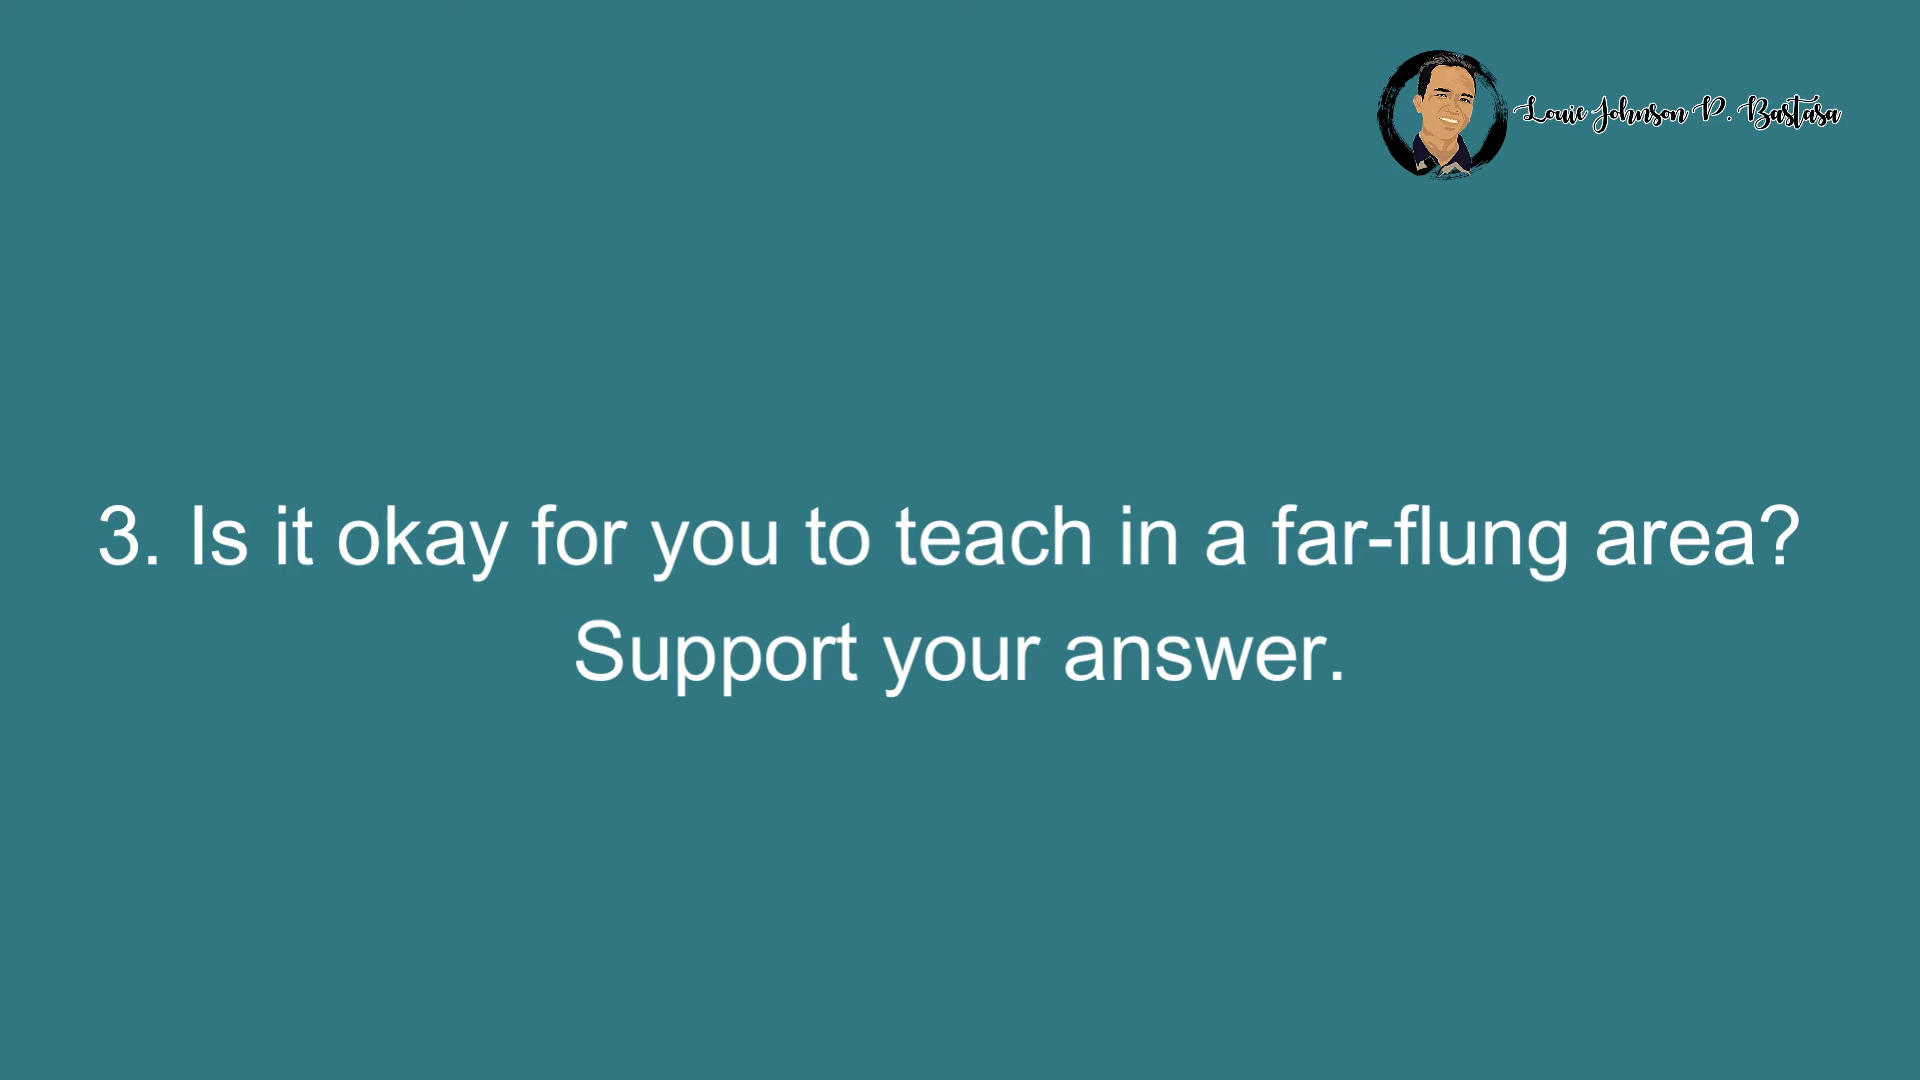 Louie Johnson P. Bastasa
3. Is it okay for you to teach in a far-flung area?
Support your answer.